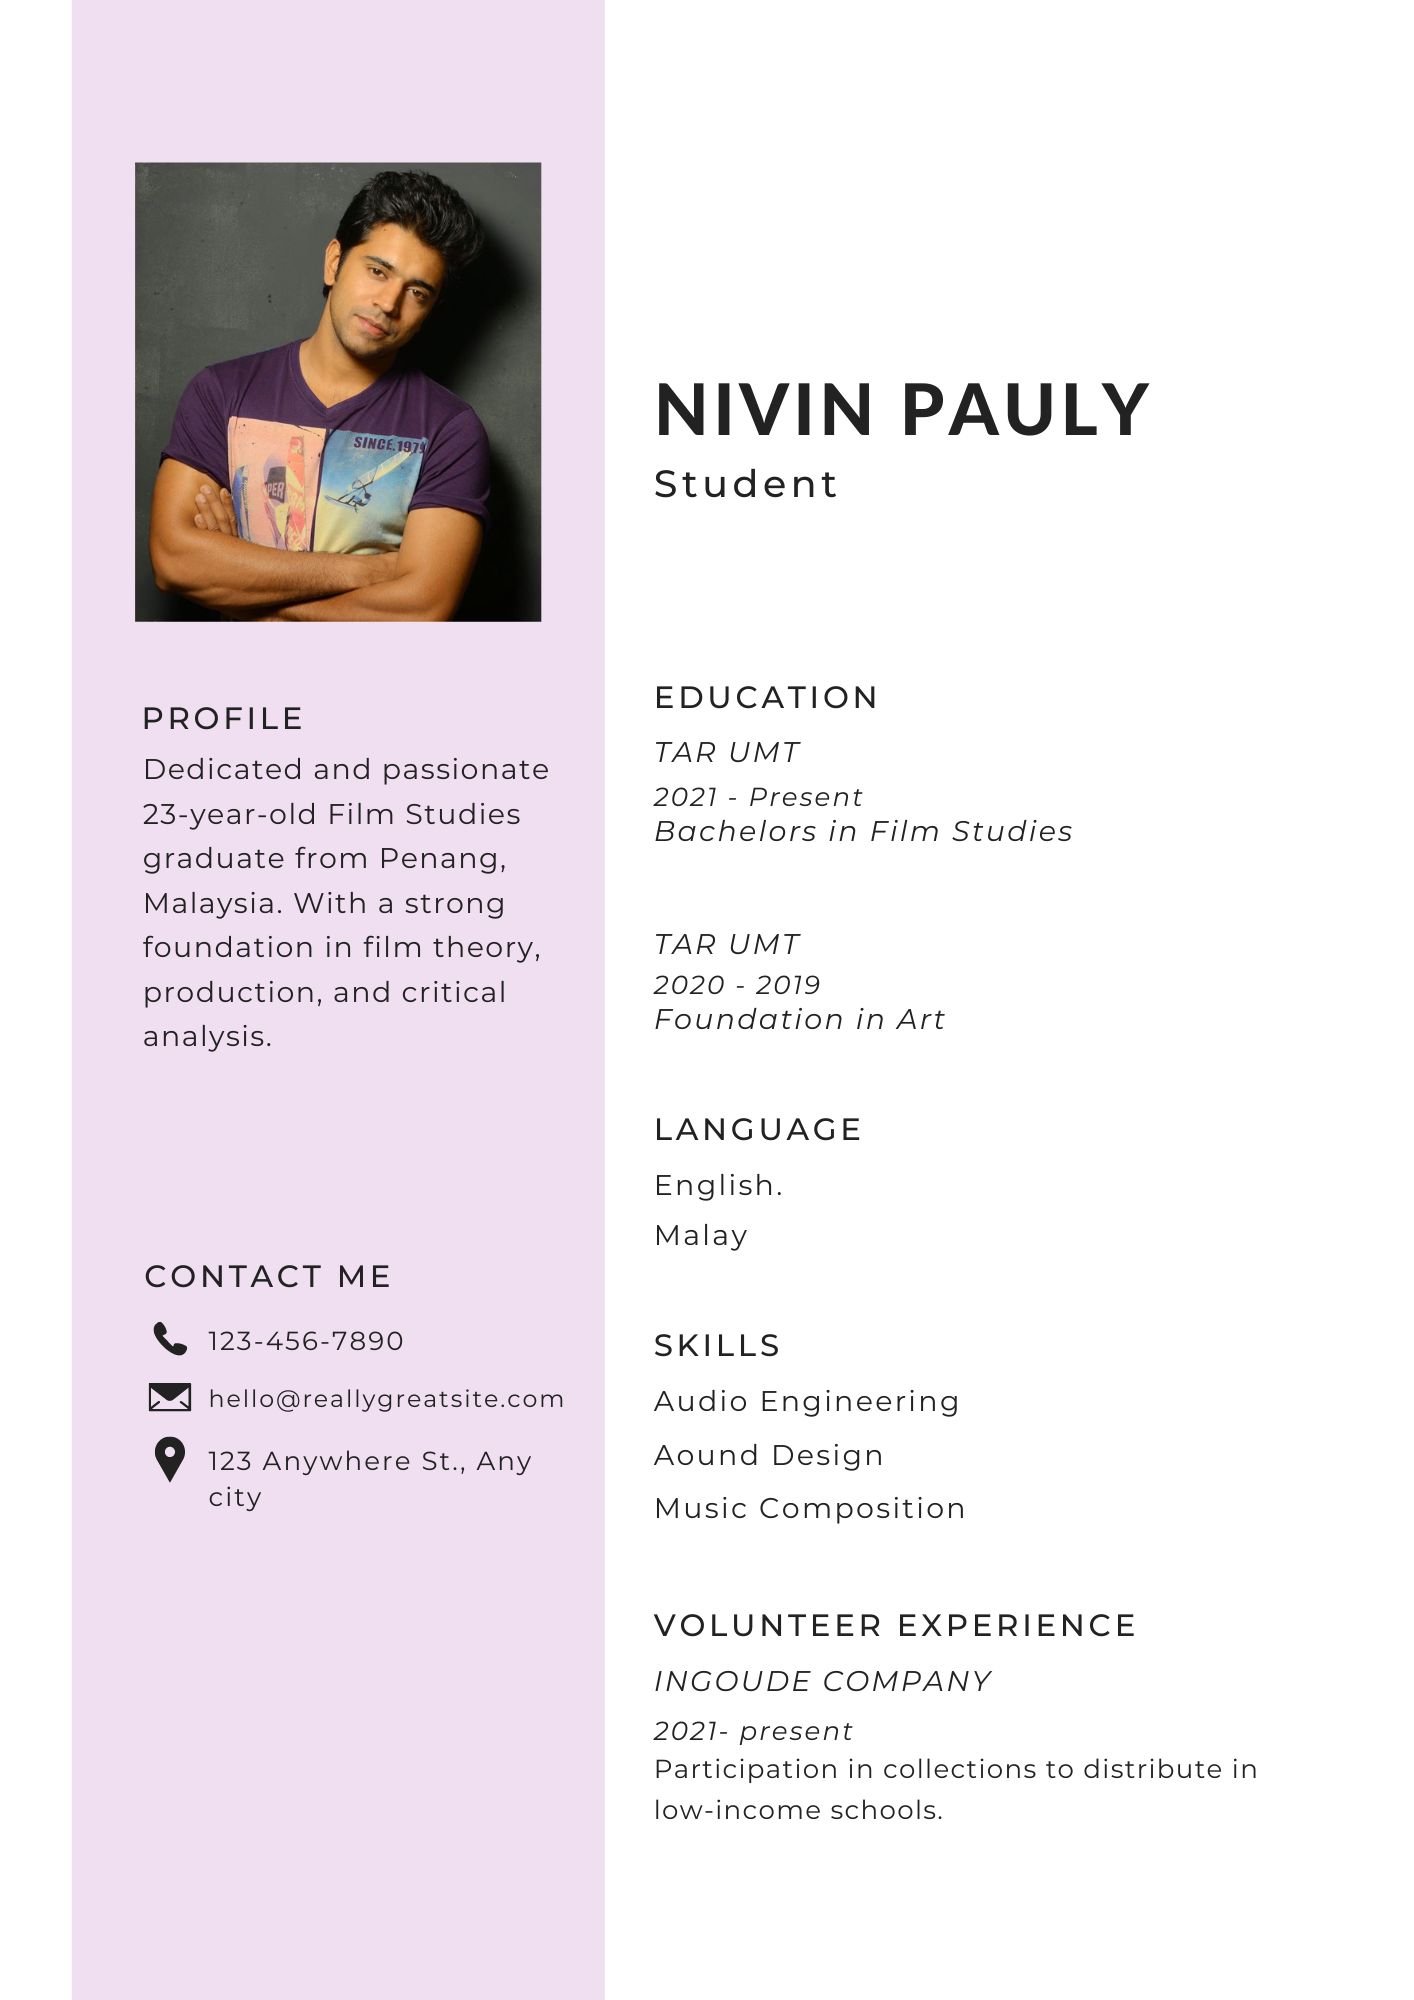 SINCE.1979
NIVIN PAULY
Student
PROFILE
Dedicated and passionate
23-year-old Film Studies
graduate from Penang,
Malaysia. With a strong
foundation in film theory,
production, and critical
analysis.
CONTACT ME
123-456-7890
hello@reallygreatsite.com
123 Anywhere St., Any
city
EDUCATION
TAR UMT
2021 - Present
Bachelors in Film Studies
TAR UMT
2020 - 2019
Foundation in Art
LANGUAGE
English.
Malay
SKILLS
Audio Engineering
Aound Design
Music Composition
VOLUNTEER EXPERIENCE
INGOUDE COMPANY
2021- present
Participation in collections to distribute in
low-income schools.